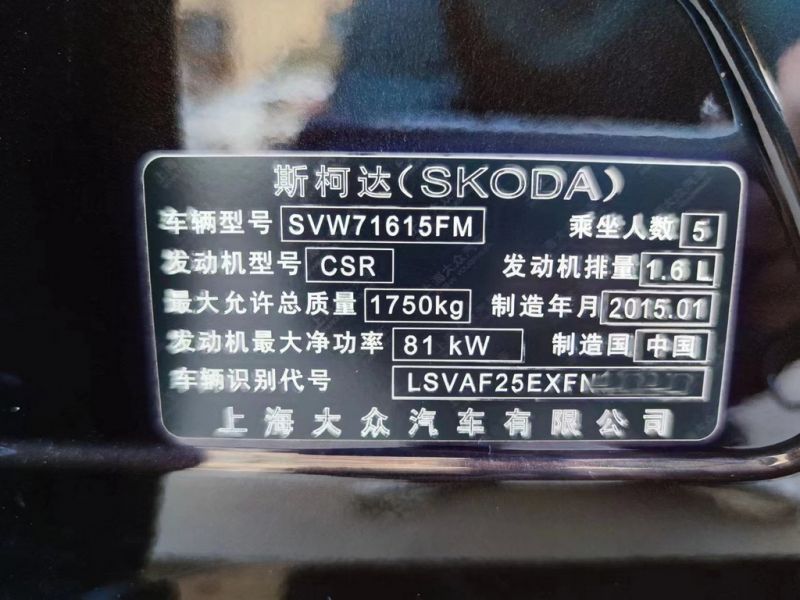 斯柯达(SKODA)
车辆型号 SVW71615FM 乘坐人数 5
发动机型号 CSR 发动机排量 1.6 L
最大允许总质量 1750kg 制造年月 2015.01
发动机最大净功率 81 kW 制造国 中国
车辆识别代号 LSVAF25EXFN
上海大众汽车有限公司